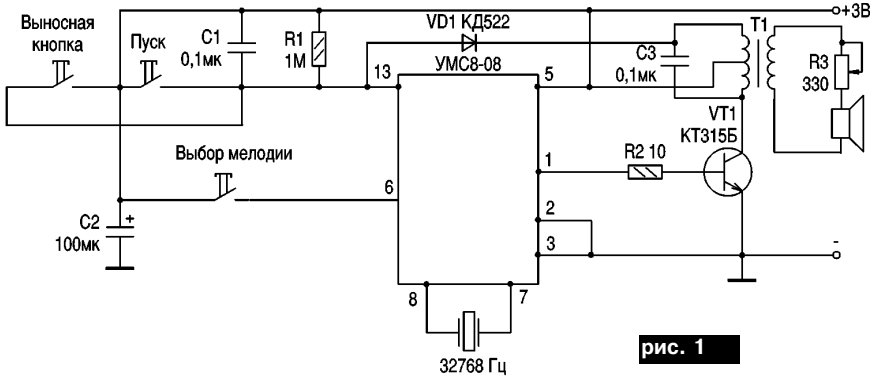 Выносная
кнопка
Пуск
С1
0,1мк
R1
1М
VD1 КД522
УМС8-08
13
5
С3
0,1мк
Т1
+3В
R3
330
VT1
КТ315Б
R2 10
1
Выбор мелодии
6
2
3
С2
+
100мк
-
8
7
32768 Гц
рис. 1